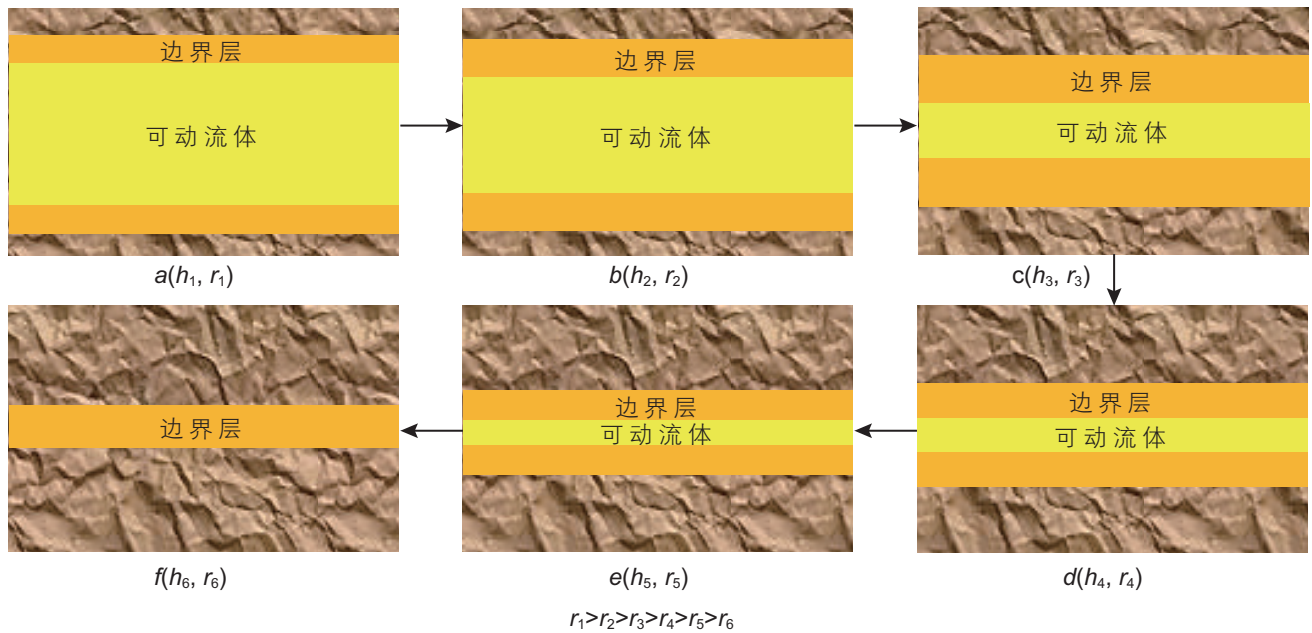 边界层
可动流体
a(h₁, r₁)
边界层
可动流体
b(h₂, r₂)
边界层
可动流体
c(h₃, r₃)
边界层
可动流体
d(h₄, r₄)
边界层
可动流体
e(h₅, r₅)
边界层
f(h₆, r₆)
r₁>r₂>r₃>r₄>r₅>r₆